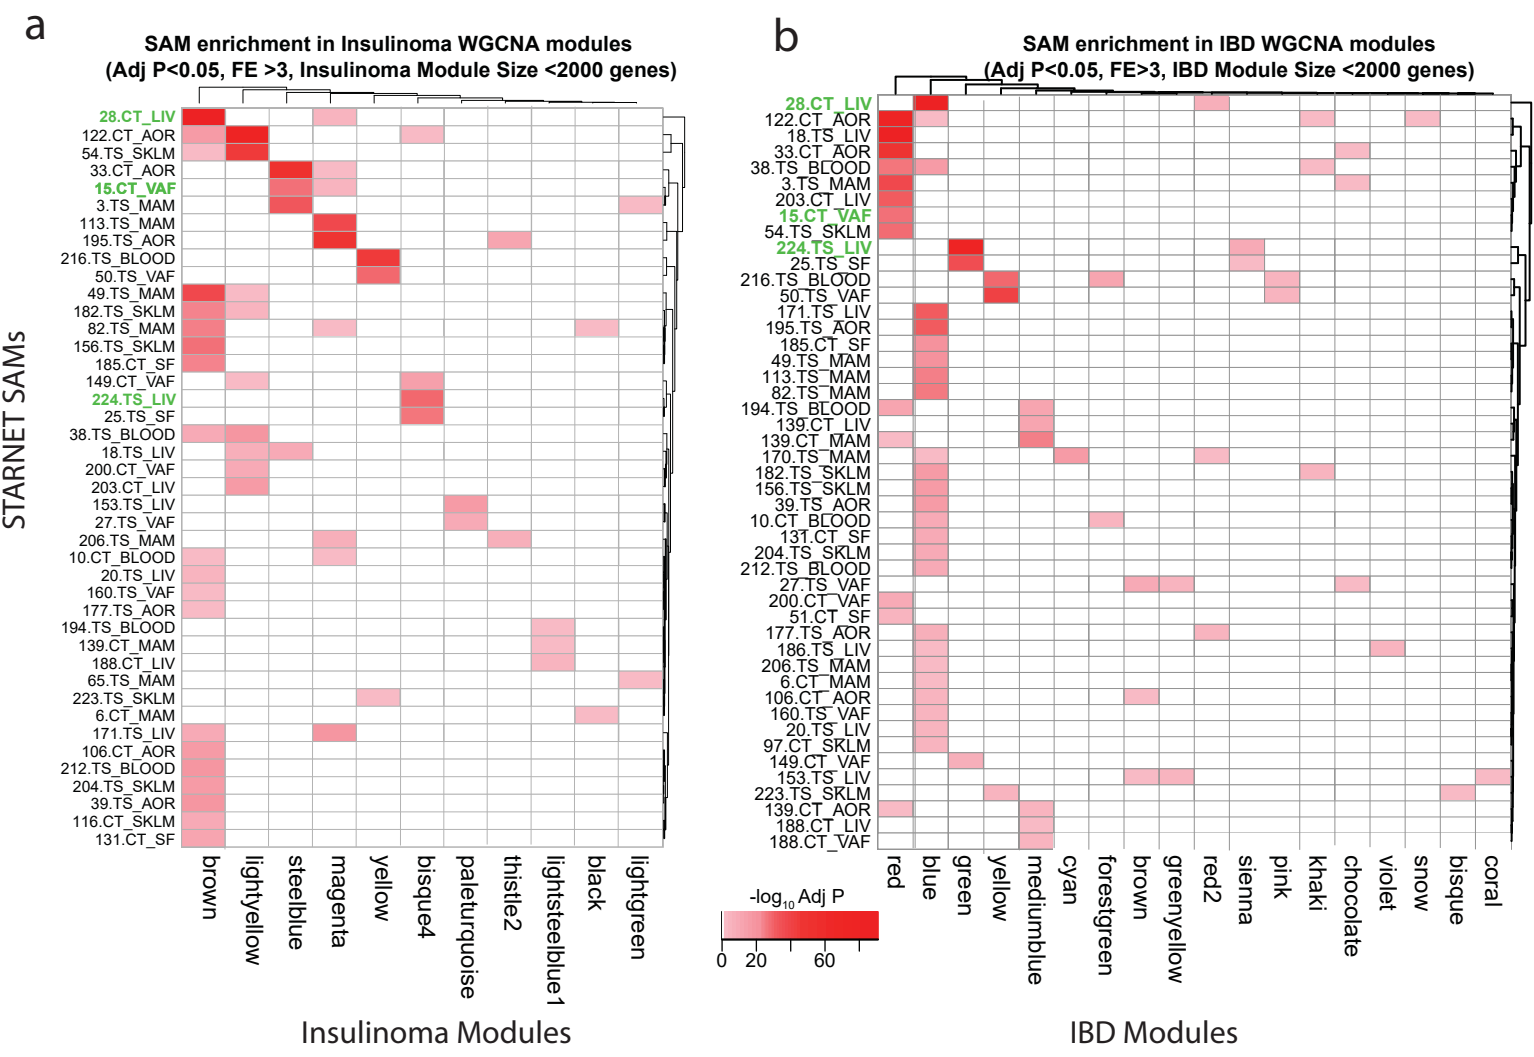 a
SAM enrichment in Insulinoma WGCNA modules
(Adj P<0.05, FE >3, Insulinoma Module Size <2000 genes)
STARNET SAMs
28.CT_LIV
122.CT_AOR
54.TS_SKLM
33.CT_AOR
15.CT_VAF
3.TS_MAM
113.TS_MAM
195.TS_AOR
216.TS_BLOOD
50.TS_VAF
49.TS_MAM
182.TS_SKLM
82.TS_MAM
156.TS_SKLM
185.CT_SF
149.CT_VAF
224.TS_LIV
25.TS_SF
38.TS_BLOOD
18.TS_LIV
200.CT_VAF
203.CT_LIV
153.TS_LIV
27.TS_VAF
206.TS_MAM
10.CT_BLOOD
20.TS_LIV
160.TS_VAF
177.TS_AOR
194.TS_BLOOD
139.CT_MAM
188.CT_LIV
65.TS_MAM
223.TS_SKLM
6.CT_MAM
171.TS_LIV
106.CT_AOR
212.TS_BLOOD
204.TS_SKLM
39.TS_AOR
116.CT_SKLM
131.CT_SF
brown
lightyellow
steelblue
magenta
yellow
bisque4
paleturquoise
thistle2
lightsteelblue1
black
lightgreen
Insulinoma Modules
b
SAM enrichment in IBD WGCNA modules
(Adj P<0.05, FE>3, IBD Module Size <2000 genes)
28.CT_LIV
122.CT_AOR
18.TS_LIV
33.CT_AOR
38.TS_BLOOD
3.TS_MAM
203.CT_LIV
15.CT_VAF
54.TS_SKLM
224.TS_LIV
25.TS_SF
216.TS_BLOOD
50.TS_VAF
171.TS_LIV
195.TS_AOR
185.CT_SF
49.TS_MAM
113.TS_MAM
82.TS_MAM
194.TS_BLOOD
139.CT_LIV
139.CT_MAM
170.TS_MAM
182.TS_SKLM
156.TS_SKLM
39.TS_AOR
10.CT_BLOOD
131.CT_SF
204.TS_SKLM
212.TS_BLOOD
27.TS_VAF
200.CT_VAF
51.CT_SF
177.TS_AOR
186.TS_LIV
206.TS_MAM
6.CT_MAM
106.CT_AOR
160.TS_VAF
20.TS_LIV
97.CT_SKLM
149.CT_VAF
153.TS_LIV
223.TS_SKLM
139.CT_AOR
188.CT_LIV
188.CT_VAF
red
blue
green
yellow
mediumblue
cyan
forestgreen
brown
greenyellow
red2
sienna
pink
khaki
chocolate
violet
snow
bisque
coral
-log10 Adj P
0 20 60
IBD Modules